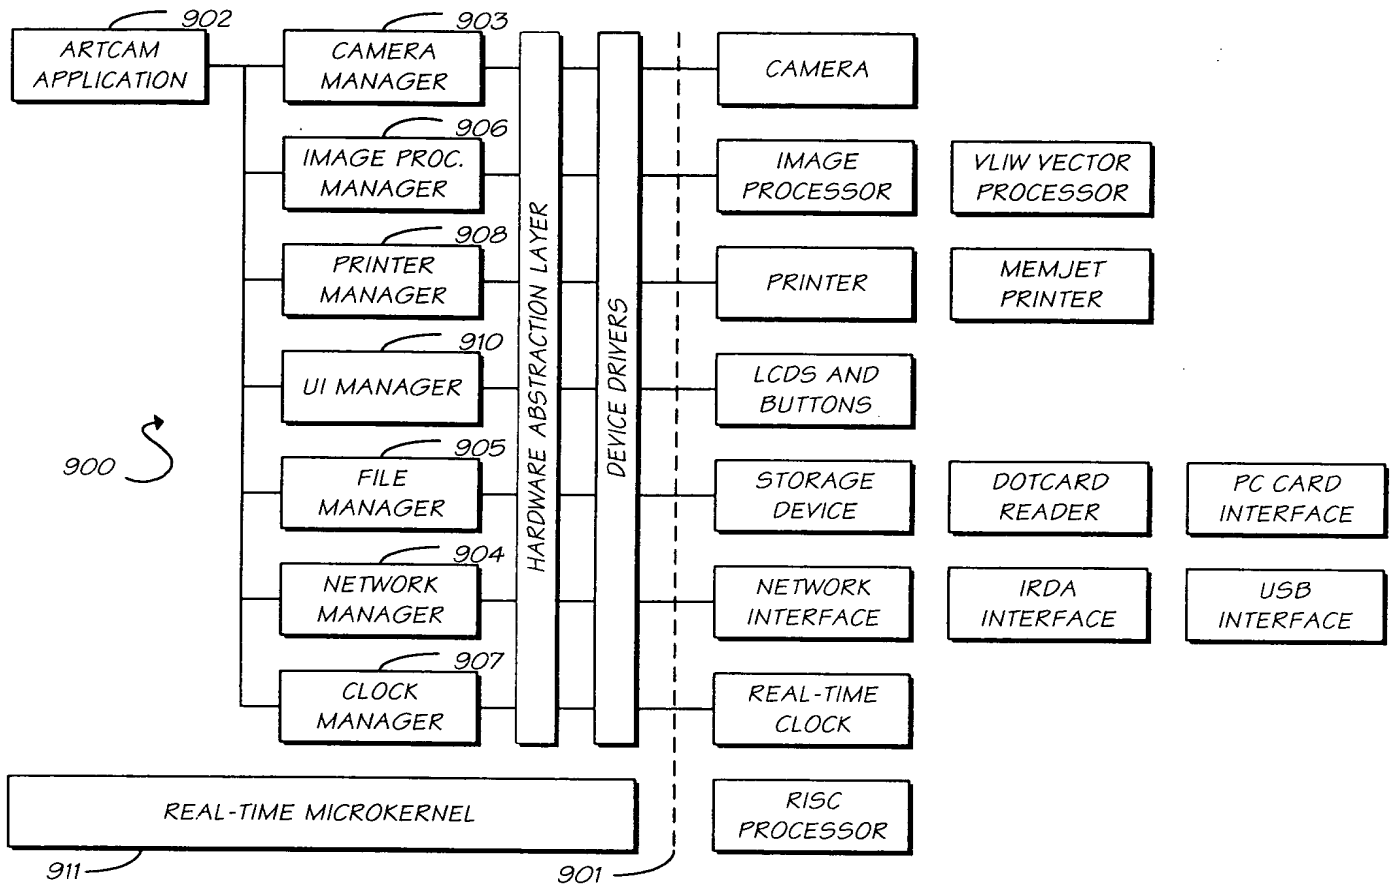 902
ARTCAM
APPLICATION
903
CAMERA
MANAGER
CAMERA
906
IMAGE PROC.
MANAGER
IMAGE
PROCESSOR
VLIW VECTOR
PROCESSOR
908
PRINTER
MANAGER
PRINTER
MEMJET
PRINTER
910
UI MANAGER
LCDS AND
BUTTONS
905
FILE
MANAGER
STORAGE
DEVICE
DOTCARD
READER
PC CARD
INTERFACE
904
NETWORK
MANAGER
NETWORK
INTERFACE
IRDA
INTERFACE
USB
INTERFACE
907
CLOCK
MANAGER
REAL-TIME
CLOCK
HARDWARE ABSTRACTION LAYER
DEVICE DRIVERS
900
REAL-TIME MICROKERNEL
RISC
PROCESSOR
911
901